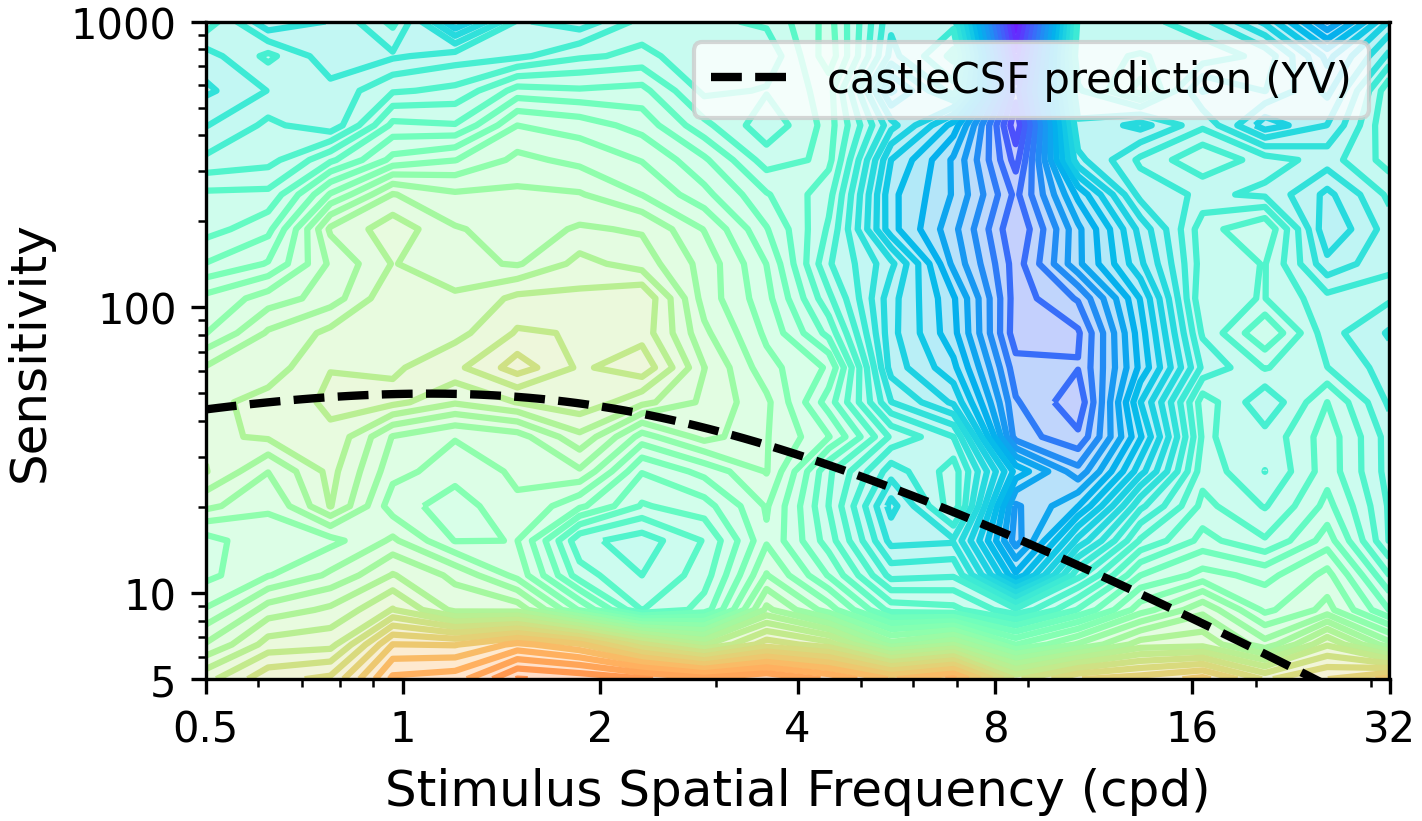 1000
100
10
5
Sensitivity
castleCSF prediction (YV)
0.5 1 2 4 8 16 32
Stimulus Spatial Frequency (cpd)